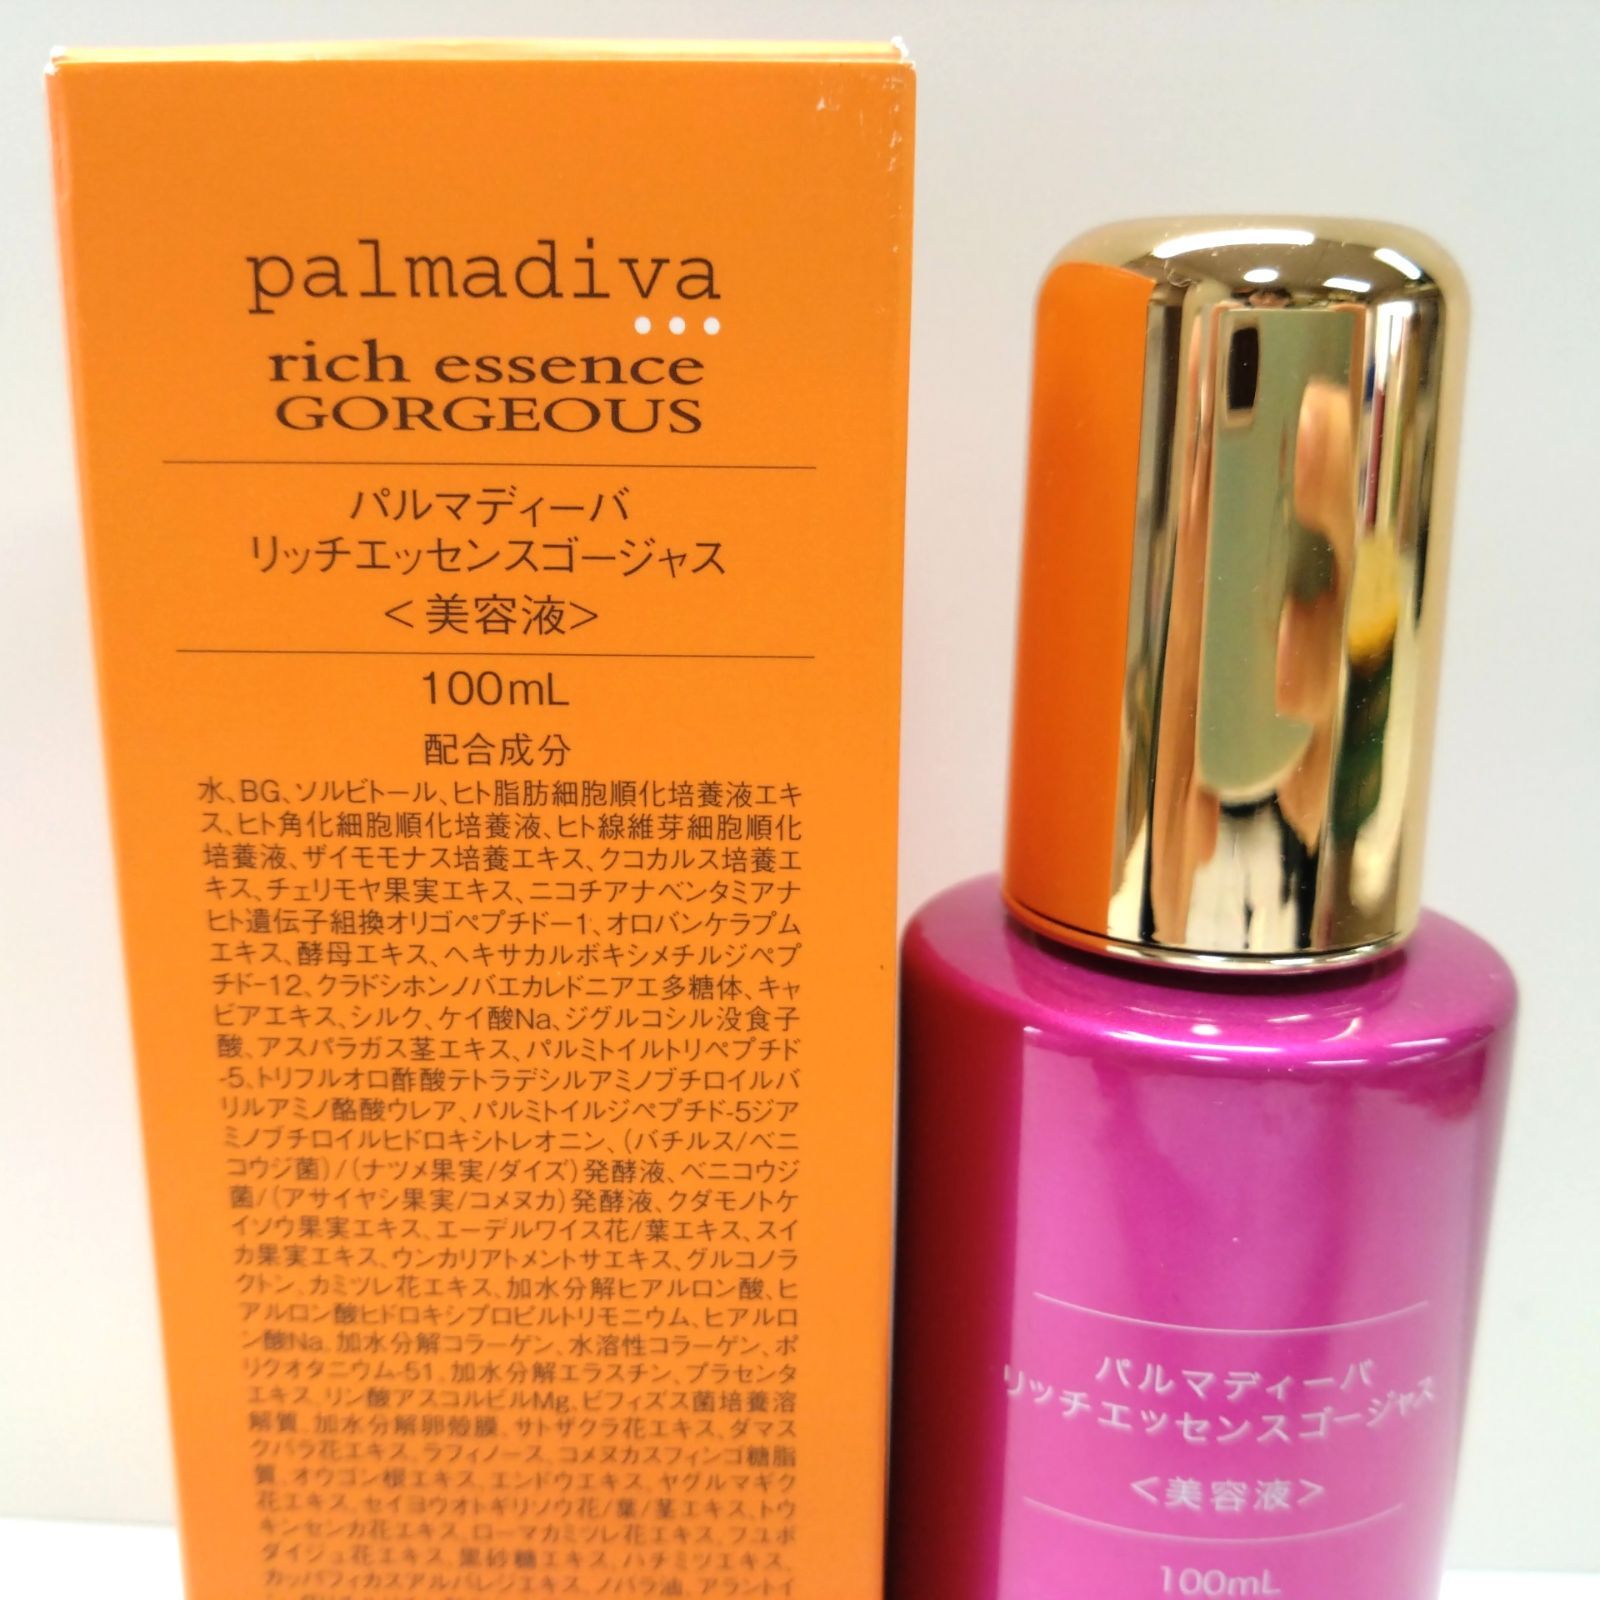 palmadiva
rich essence
GORGEOUS
パルマディーバ
リッチエッセンスゴージャス
<美容液>
100mL
配合成分
水、BG、ソルビトール、ヒト脂肪細胞順化培養液エキ
ス、ヒト角化細胞順化培養液、ヒト線維芽細胞順化
培養液、ザイモモナス培養エキス、クコカルス培養エ
キス、チェリモヤ果実エキス、ニコチアナベンタミアナ
ヒト遺伝子組換オリゴペプチドー1、オロバンケラプム
エキス、酵母エキス、ヘキサカルボキシメチルジペプ
チド-12、クラドシホンノバエカレドニアエ多糖体、キャ
ビアエキス、シルク、ケイ酸Na、ジグルコシル没食子
酸、アスパラガス茎エキス、パルミトイルトリペプチド
-5、トリフルオロ酢酸テトラデシルアミノブチロイルバ
リルアミノ酪酸ウレア、パルミトイルジペプチド-5ジア
ミノブチロイルヒドロキシトレオニン、(バチルス/ベニ
コウジ菌)/(ナツメ果実/ダイズ)発酵液、ベニコウジ
菌/(アサイヤシ果実/コメヌカ)発酵液、クダモノトケ
イソウ果実エキス、エーデルワイス花/葉エキス、スイ
カ果実エキス、ウンカリアトメントサエキス、グルコノラ
クトン、カミツレ花エキス、加水分解ヒアルロン酸、ヒ
アルロン酸ヒドロキシプロピルトリモニウム、ヒアルロ
ン酸Na、加水分解コラーゲン、水溶性コラーゲン、ポ
リクオタニウム-51、加水分解エラスチン、プラセンタ
エキス、リン酸アスコルビルMg、ビフィズス菌培養溶
解質、加水分解卵殻膜、サトザクラ花エキス、ダマス
クバラ花エキス、ラフィノース、コメヌカスフィンゴ糖脂
質、オウゴン根エキス、エンドウエキス、ヤグルマギク
花エキス、セイヨウオトギリソウ花/葉/茎エキス、トウ
キンセンカ花エキス、ローマカミツレ花エキス、フユボ
ダイジュ花エキス、黒砂糖エキス、ハチミツエキス、
カッパフィカスアルバレジエキス、ノバラ油、アラントイ
パルマディーバ
リッチエッセンスゴージャス
<美容液>
100mL